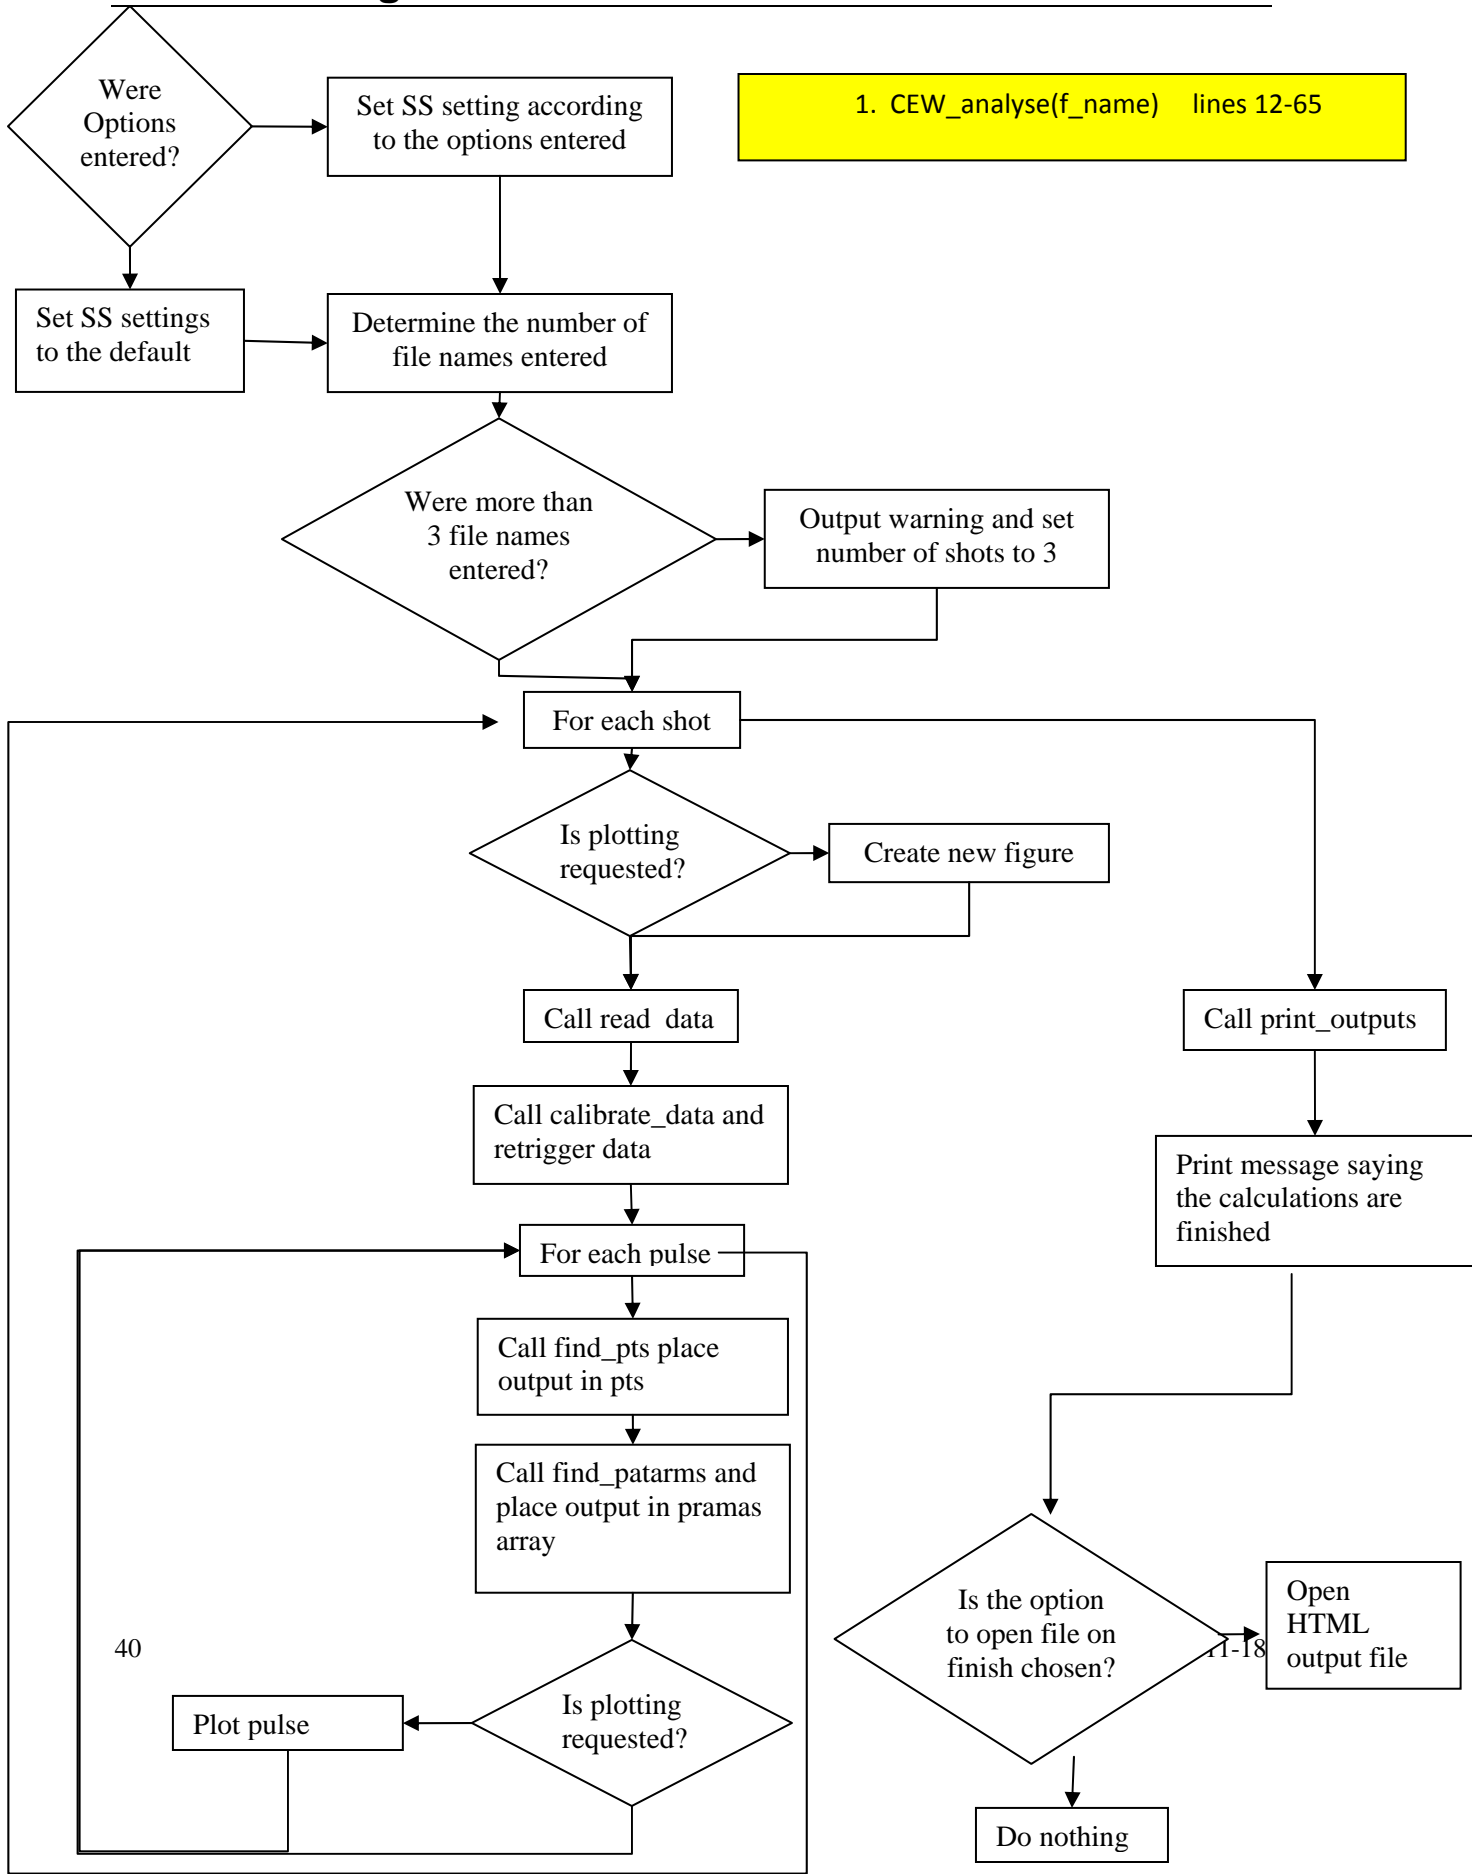 Were
Options
entered?
Set SS setting according
to the options entered
1. CEW_analyse(f_name) lines 12-65
Set SS settings
to the default
Determine the number of
file names entered
Were more than
3 file names
entered?
Output warning and set
number of shots to 3
For each shot
Is plotting
requested?
Create new figure
Call read_data
Call print_outputs
Call calibrate_data and
retrigger data
Print message saying
the calculations are
finished
For each pulse
Call find_pts place
output in pts
Call find_patarms and
place output in pramas
array
Is the option
to open file on
finish chosen?
Open
HTML
output file
40
11-18
Is plotting
requested?
Plot pulse
Do nothing